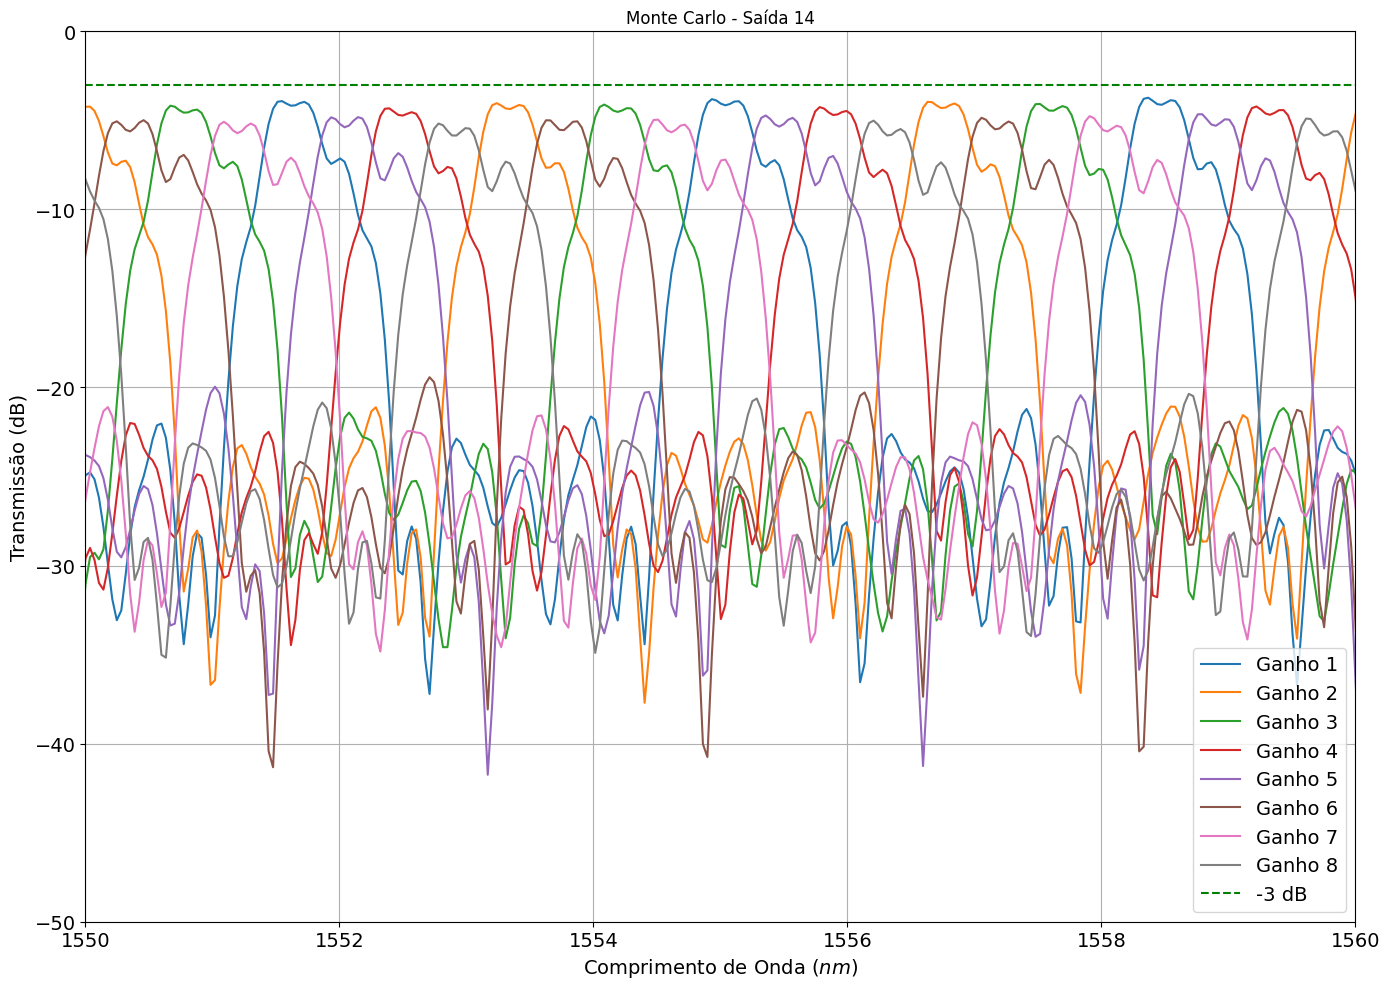 Monte Carlo - Saída 14
Transmissão (dB)
0
−10
−20
−30
−40
−50
1550
1552
1554
1556
1558
1560
Comprimento de Onda (nm)
Ganho 1
Ganho 2
Ganho 3
Ganho 4
Ganho 5
Ganho 6
Ganho 7
Ganho 8
-3 dB